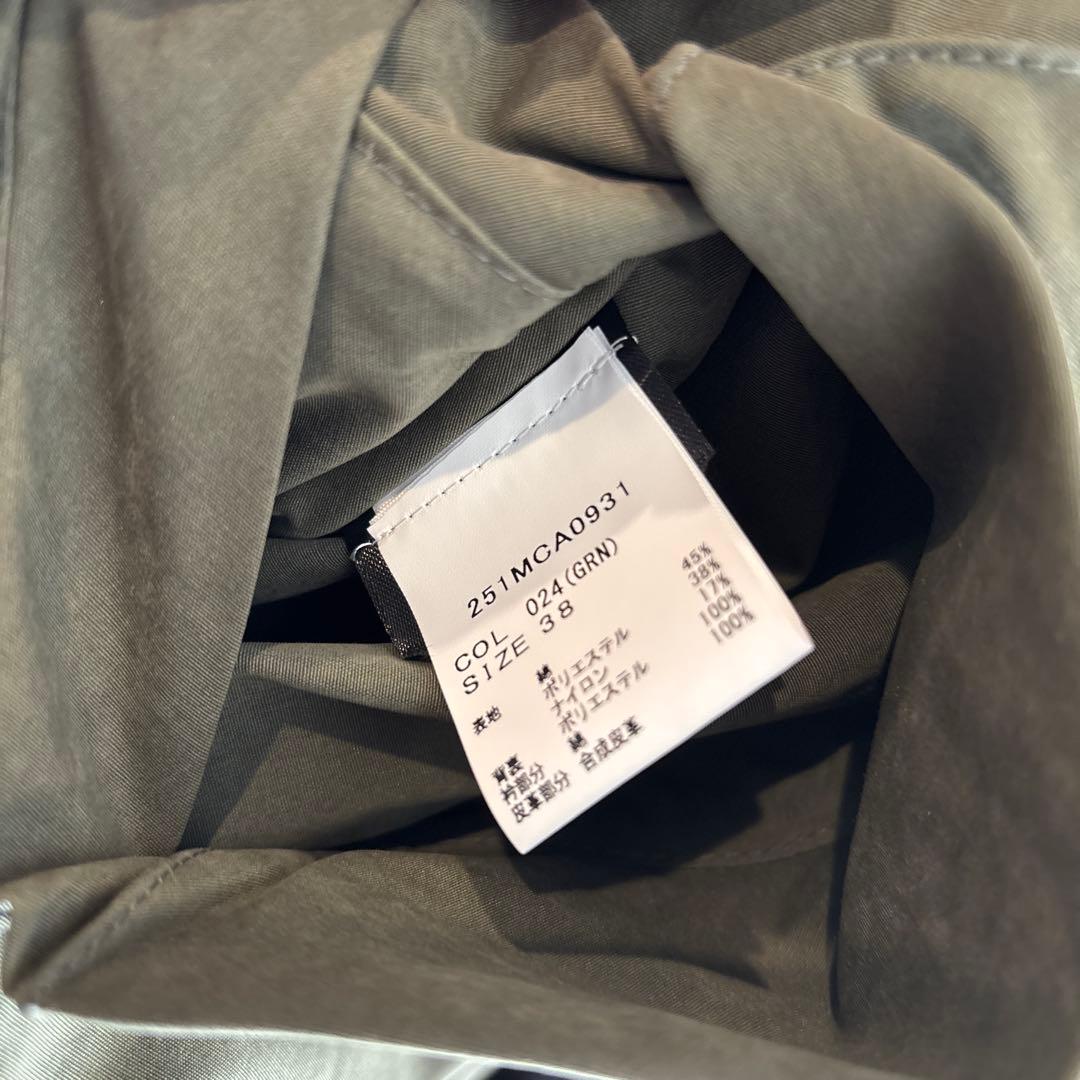 251MCA0931
COL 024(GRN)
SIZE 38
表地 綿 45%
ポリエステル 38%
ナイロン 17%
背裏 ポリエステル 100%
衿部分 綿 100%
皮革部分 合成皮革